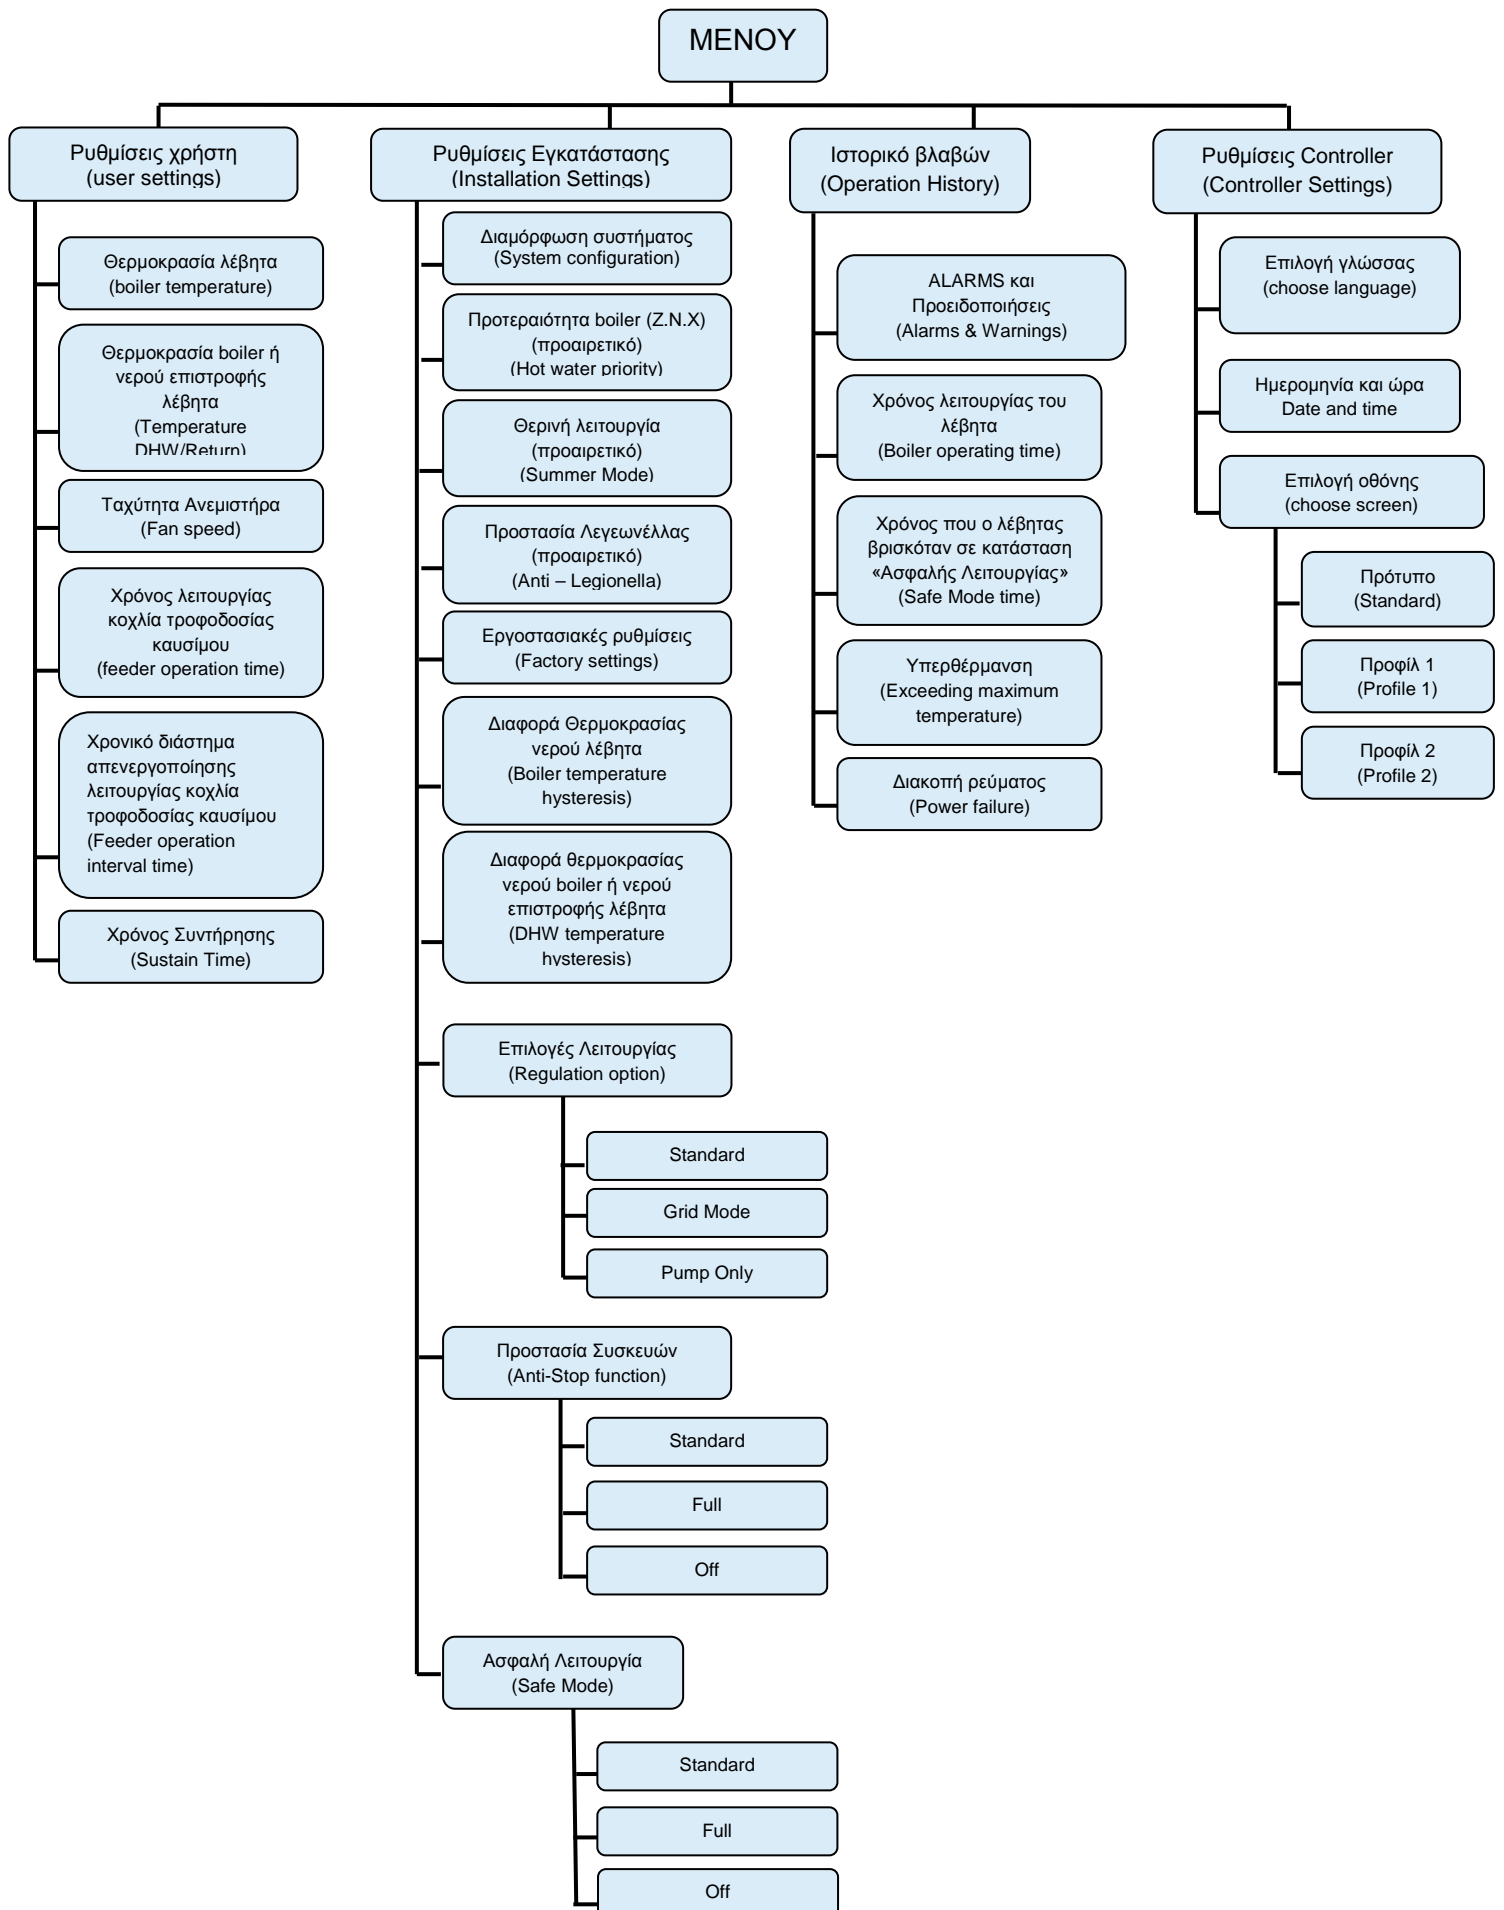 ΜΕΝΟΥ
Ρυθμίσεις χρήστη
(user settings)
Θερμοκρασία λέβητα
(boiler temperature)
Θερμοκρασία boiler ή
νερού επιστροφής
λέβητα
(Temperature
DHW/Return)
Ταχύτητα Ανεμιστήρα
(Fan speed)
Χρόνος λειτουργίας
κοχλία τροφοδοσίας
καυσίμου
(feeder operation time)
Χρονικό διάστημα
απενεργοποίησης
λειτουργίας κοχλία
τροφοδοσίας καυσίμου
(Feeder operation
interval time)
Χρόνος Συντήρησης
(Sustain Time)
Ρυθμίσεις Εγκατάστασης
(Installation Settings)
Διαμόρφωση συστήματος
(System configuration)
Προτεραιότητα boiler (Ζ.Ν.Χ)
(προαιρετικό)
(Hot water priority)
Θερινή λειτουργία
(προαιρετικό)
(Summer Mode)
Προστασία Λεγεωνέλλας
(προαιρετικό)
(Anti – Legionella)
Εργοστασιακές ρυθμίσεις
(Factory settings)
Διαφορά Θερμοκρασίας
νερού λέβητα
(Boiler temperature
hysteresis)
Διαφορά θερμοκρασίας
νερού boiler ή νερού
επιστροφής λέβητα
(DHW temperature
hysteresis)
Επιλογές Λειτουργίας
(Regulation option)
Standard
Grid Mode
Pump Only
Προστασία Συσκευών
(Anti-Stop function)
Standard
Full
Off
Ασφαλή Λειτουργία
(Safe Mode)
Standard
Full
Off
Ιστορικό βλαβών
(Operation History)
ALARMS και
Προειδοποιήσεις
(Alarms & Warnings)
Χρόνος λειτουργίας του
λέβητα
(Boiler operating time)
Χρόνος που ο λέβητας
βρισκόταν σε κατάσταση
«Ασφαλής Λειτουργίας»
(Safe Mode time)
Υπερθέρμανση
(Exceeding maximum
temperature)
Διακοπή ρεύματος
(Power failure)
Ρυθμίσεις Controller
(Controller Settings)
Επιλογή γλώσσας
(choose language)
Ημερομηνία και ώρα
Date and time
Επιλογή οθόνης
(choose screen)
Πρότυπο
(Standard)
Προφίλ 1
(Profile 1)
Προφίλ 2
(Profile 2)